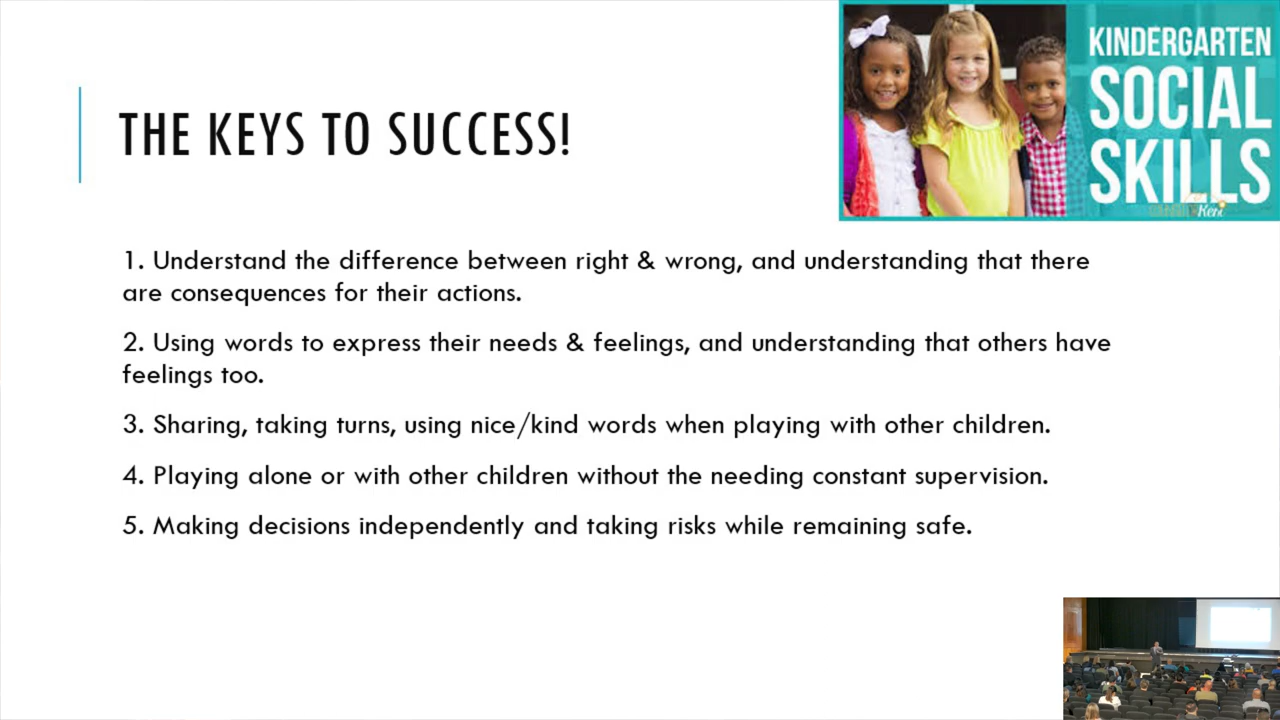 THE KEYS TO SUCCESS!
KINDERGARTEN
SOCIAL
SKILLS
Keri
1. Understand the difference between right & wrong, and understanding that there
are consequences for their actions.
2. Using words to express their needs & feelings, and understanding that others have
feelings too.
3. Sharing, taking turns, using nice/kind words when playing with other children.
4. Playing alone or with other children without the needing constant supervision.
5. Making decisions independently and taking risks while remaining safe.